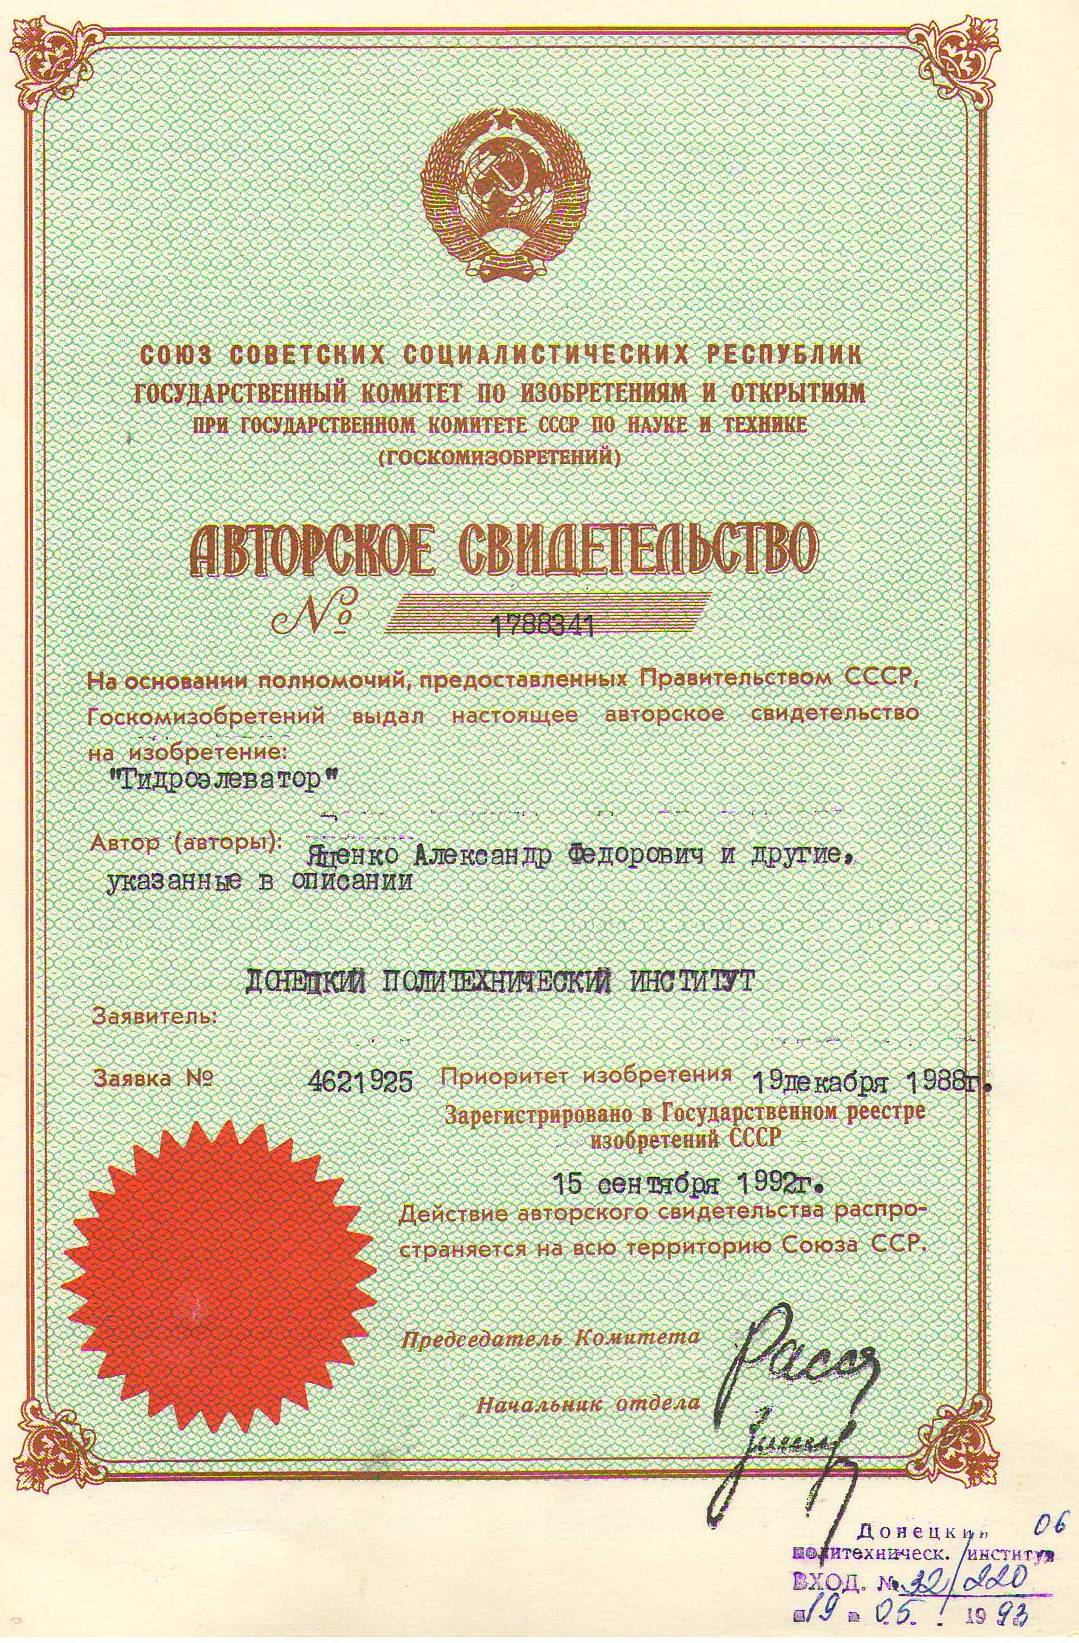 СОЮЗ СОВЕТСКИХ СОЦИАЛИСТИЧЕСКИХ РЕСПУБЛИК
ГОСУДАРСТВЕННЫЙ КОМИТЕТ ПО ИЗОБРЕТЕНИЯМ И ОТКРЫТИЯМ
ПРИ ГОСУДАРСТВЕННОМ КОМИТЕТЕ СССР ПО НАУКЕ И ТЕХНИКЕ
(ГОСКОМИЗОБРЕТЕНИЙ)
АВТОРСКОЕ СВИДЕТЕЛЬСТВО
№ 1788341
На основании полномочий, предоставленных Правительством СССР,
Госкомизобретений выдал настоящее авторское свидетельство
на изобретение:
"Гидроэлеватор"
Автор (авторы): Яценко Александр Федорович и другие,
указанные в описании
ДОНЕЦКИЙ ПОЛИТЕХНИЧЕСКИЙ ИНСТИТУТ
Заявитель:
Заявка № 4621925 Приоритет изобретения 19декабря 1988г.
Зарегистрировано в Государственном реестре
изобретений СССР
15 сентября 1992г.
Действие авторского свидетельства распро-
страняется на всю территорию Союза ССР.
Председатель Комитета
Начальник отдела
Донецкий 06
политехническ. институт
ВХОД. № 32/220
"19" 05. 1993